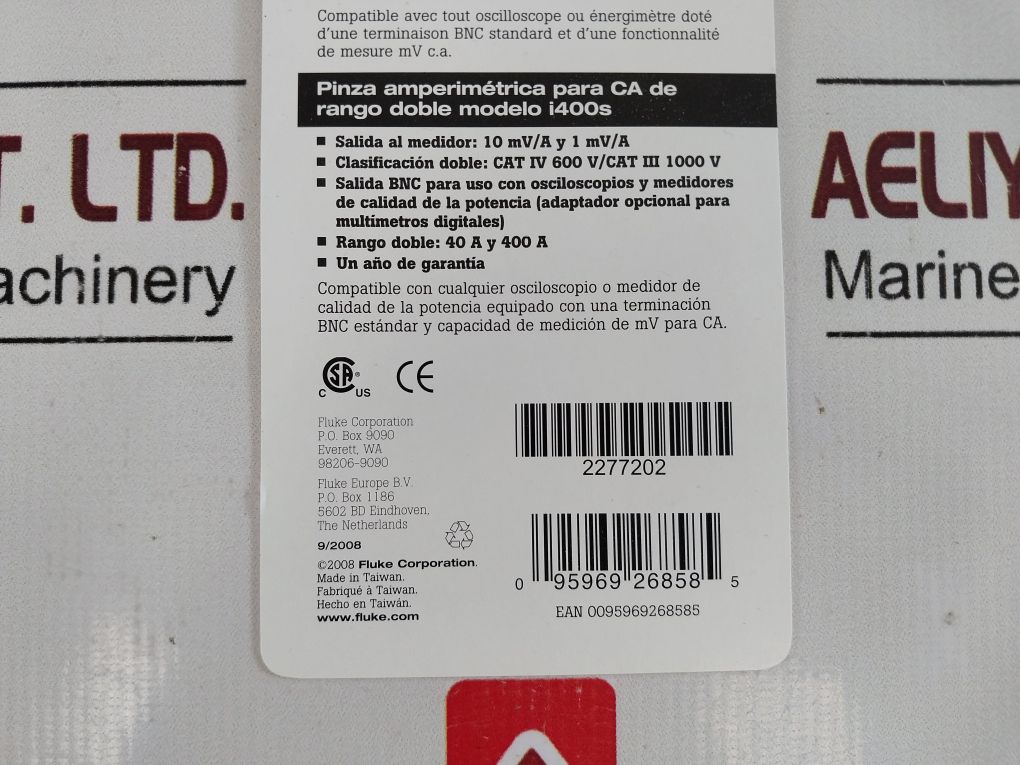 Compatible avec tout oscilloscope ou énergimètre doté
d'une terminaison BNC standard et d'une fonctionnalité
de mesure mV c.a.
Pinza amperimétrica para CA de
rango doble modelo i400s
■ Salida al medidor: 10 mV/A y 1 mV/A
■ Clasificación doble: CAT IV 600 V/CAT III 1000 V
■ Salida BNC para uso con osciloscopios y medidores
de calidad de la potencia (adaptador opcional para
multímetros digitales)
■ Rango doble: 40 A y 400 A
■ Un año de garantía
Compatible con cualquier osciloscopio o medidor de
calidad de la potencia equipado con una terminación
BNC estándar y capacidad de medición de mV para CA.
C SA ® US CE
Fluke Corporation
P.O. Box 9090
Everett, WA
98206-9090
Fluke Europe B.V.
P.O. Box 1186
5602 BD Eindhoven,
The Netherlands
9/2008
©2008 Fluke Corporation.
Made in Taiwan.
Fabriqué à Taiwan.
Hecho en Taiwán.
www.fluke.com
2277202
0 95969 26858 5
EAN 0095969268585
T. LTD.
achinery
AELIY
Marine